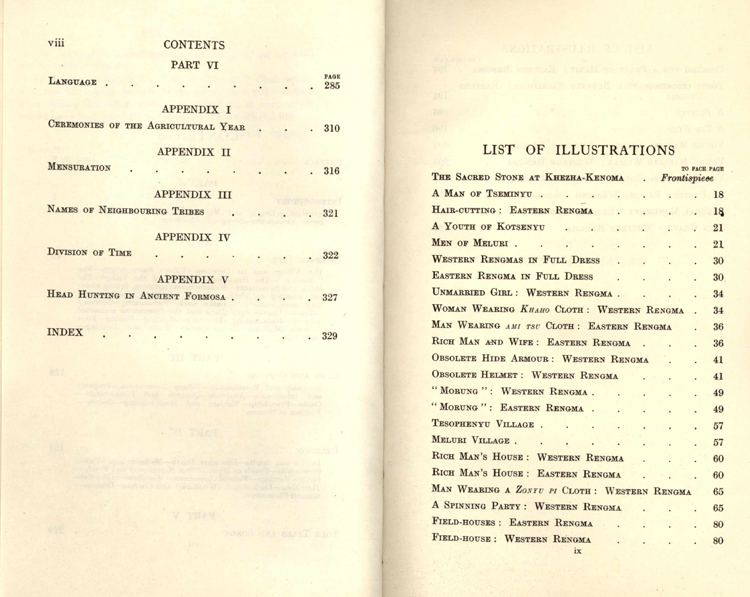 viii CONTENTS
PART VI
PAGE
LANGUAGE . . . . . . . . 285
APPENDIX I
CEREMONIES OF THE AGRICULTURAL YEAR . . . 310
APPENDIX II
MENSURATION . . . . . . . 316
APPENDIX III
NAMES OF NEIGHBOURING TRIBES . . . . 321
APPENDIX IV
DIVISION OF TIME . . . . . . 322
APPENDIX V
HEAD HUNTING IN ANCIENT FORMOSA . . . . 327
INDEX . . . . . . . . 329
LIST OF ILLUSTRATIONS
TO FACE PAGE
THE SACRED STONE AT KHEZHA-KENOMA . Frontispiece
A MAN OF TSEMINYU . . . . . . . 18
HAIR-CUTTING : EASTERN RENGMA . . . . 18
A YOUTH OF KOTSENYU . . . . . . 21
MEN OF MELURI . . . . . . . . 21
WESTERN RENGMAS IN FULL DRESS . . . 30
EASTERN RENGMA IN FULL DRESS . . . 30
UNMARRIED GIRL : WESTERN RENGMA . . . . 34
WOMAN WEARING KHAHO CLOTH : WESTERN RENGMA . 34
MAN WEARING AMI TSU CLOTH : EASTERN RENGMA . 36
RICH MAN AND WIFE : EASTERN RENGMA . . . 36
OBSOLETE HIDE ARMOUR : WESTERN RENGMA . . 41
OBSOLETE HELMET : WESTERN RENGMA . . . 41
" MORUNG " : WESTERN RENGMA . . . . 49
" MORUNG " : EASTERN RENGMA . . . . 49
TESOPHENYU VILLAGE . . . . . . . 57
MELURI VILLAGE . . . . . . . . 57
RICH MAN'S HOUSE : WESTERN RENGMA . . . 60
RICH MAN'S HOUSE : EASTERN RENGMA . . . 60
MAN WEARING A ZONYU PI CLOTH : WESTERN RENGMA 65
A SPINNING PARTY : WESTERN RENGMA . . . 65
FIELD-HOUSES : EASTERN RENGMA . . . . 80
FIELD-HOUSE : WESTERN RENGMA . . . . 80
ix